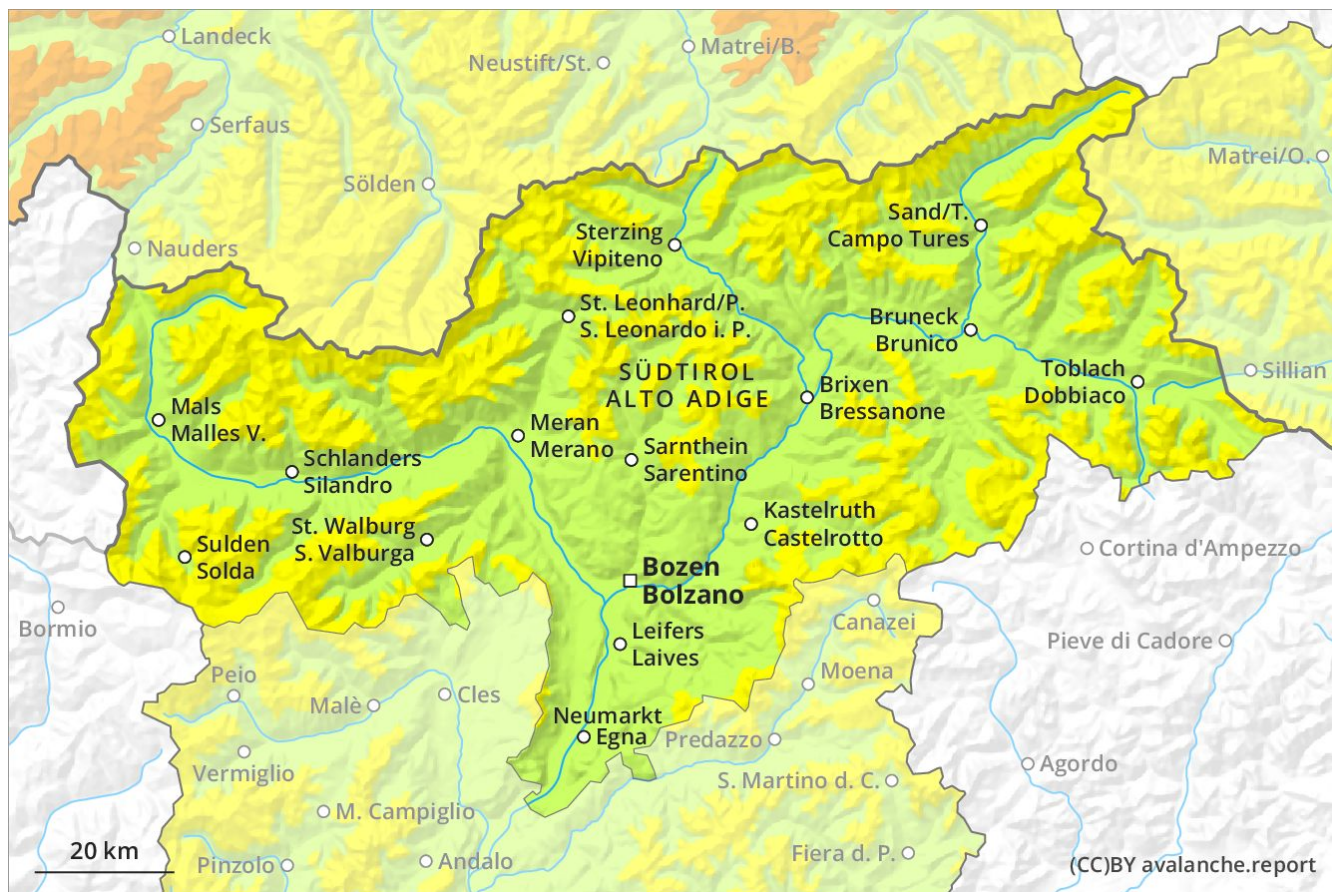 Landeck
Matrei/B.
Neustift/St.
Serfaus
Matrei/O.
Sölden
Sand/T.
Campo Tures
Nauders
Sterzing
Vipiteno
St. Leonhard/P.
S. Leonardo i. P.
Bruneck
Brunico
SÜDTIROL
ALTO ADIGE
Toblach
Dobbiaco
Sillian
Brixen
Bressanone
Mals
Malles V.
Meran
Merano
Sarnthein
Sarentino
Schlanders
Silandro
Kastelruth
Castelrotto
St. Walburg
S. Valburga
Sulden
Solda
Cortina d'Ampezzo
Bozen
Bolzano
Bormio
Canazei
Leifers
Laives
Pieve di Cadore
Peio
Moena
Malè
Cles
Neumarkt
Egna
Predazzo
Vermiglio
Agordo
S. Martino d. C.
M. Campiglio
20 km
Pinzolo
Andalo
Fiera d. P.
(CC)BY avalanche.report